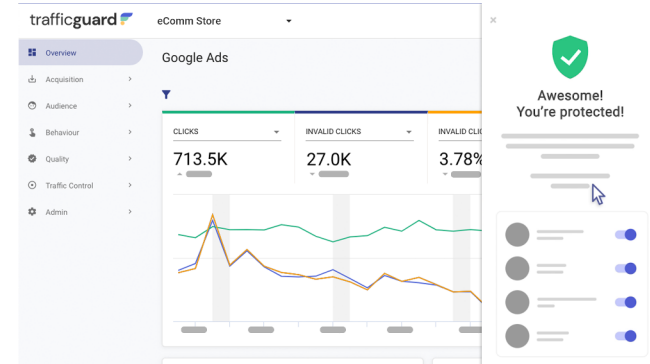 trafficguard
eComm Store
Overview
Acquisition
Audience
Behaviour
Quality
Traffic Control
Admin
Google Ads
CLICKS
713.5K
INVALID CLICKS
27.0K
INVALID CLIC
3.78%
Awesome!
You're protected!